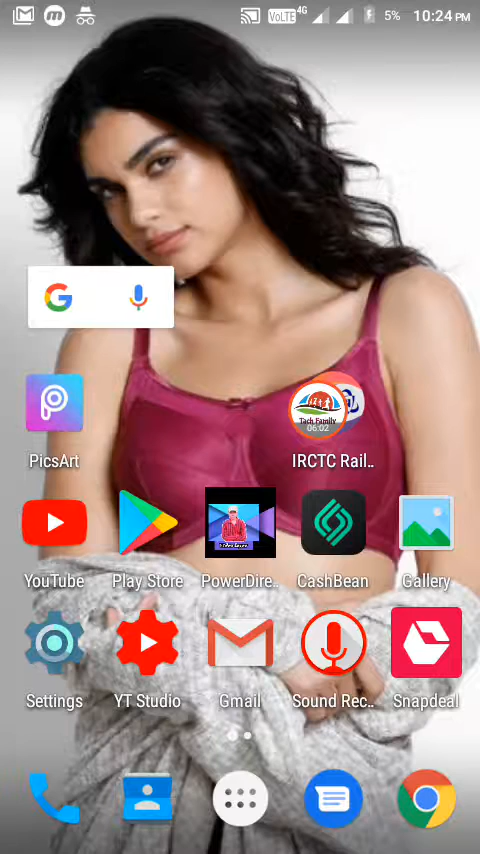 VoLTE 4G 5% 10:24 PM
Tach Family
06:02
PicsArt
IRCTC Rail..
YouTube
Play Store
PowerDire..
CashBean
Gallery
Settings
YT Studio
Gmail
Sound Rec..
Snapdeal